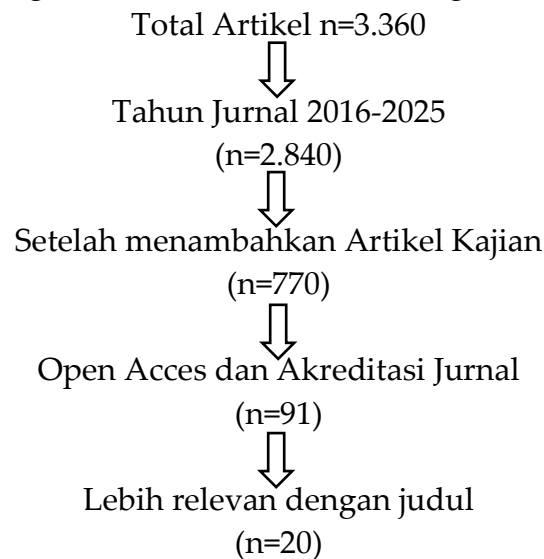 Total Artikel n=3.360
Tahun Jurnal 2016-2025
(n=2.840)
Setelah menambahkan Artikel Kajian
(n=770)
Open Acces dan Akreditasi Jurnal
(n=91)
Lebih relevan dengan judul
(n=20)